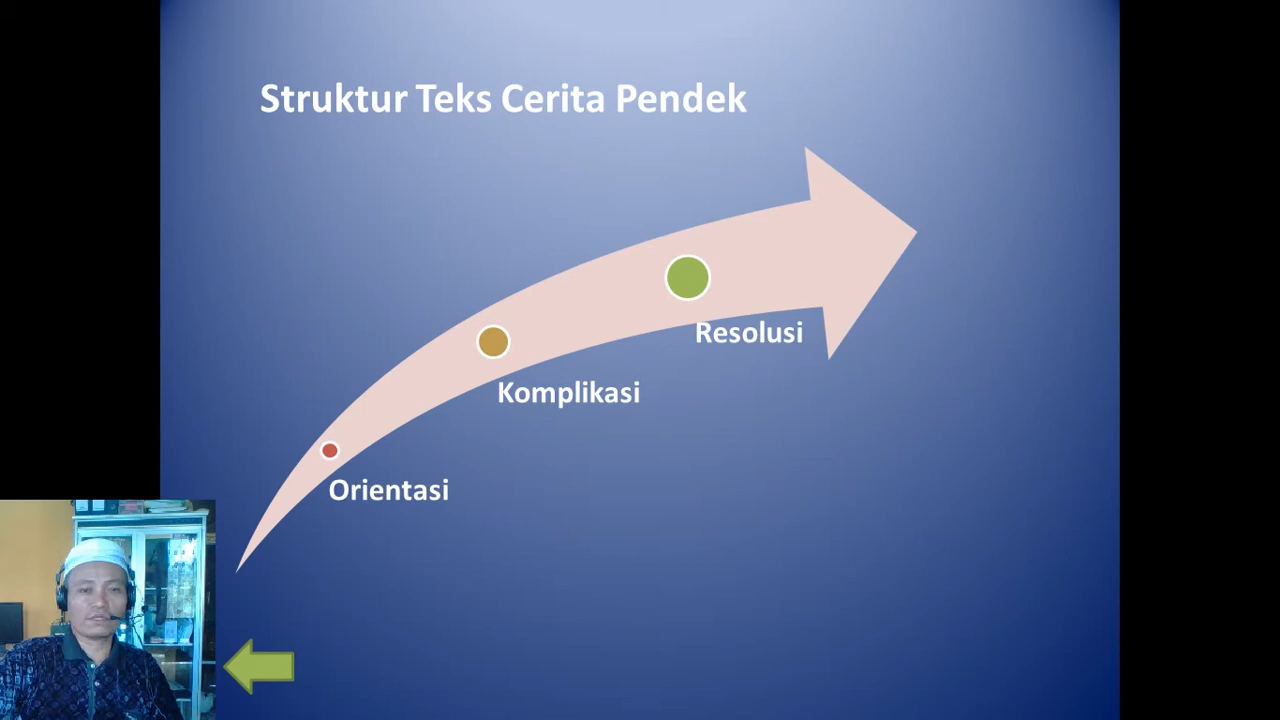 Struktur Teks Cerita Pendek
Resolusi
Komplikasi
Orientasi